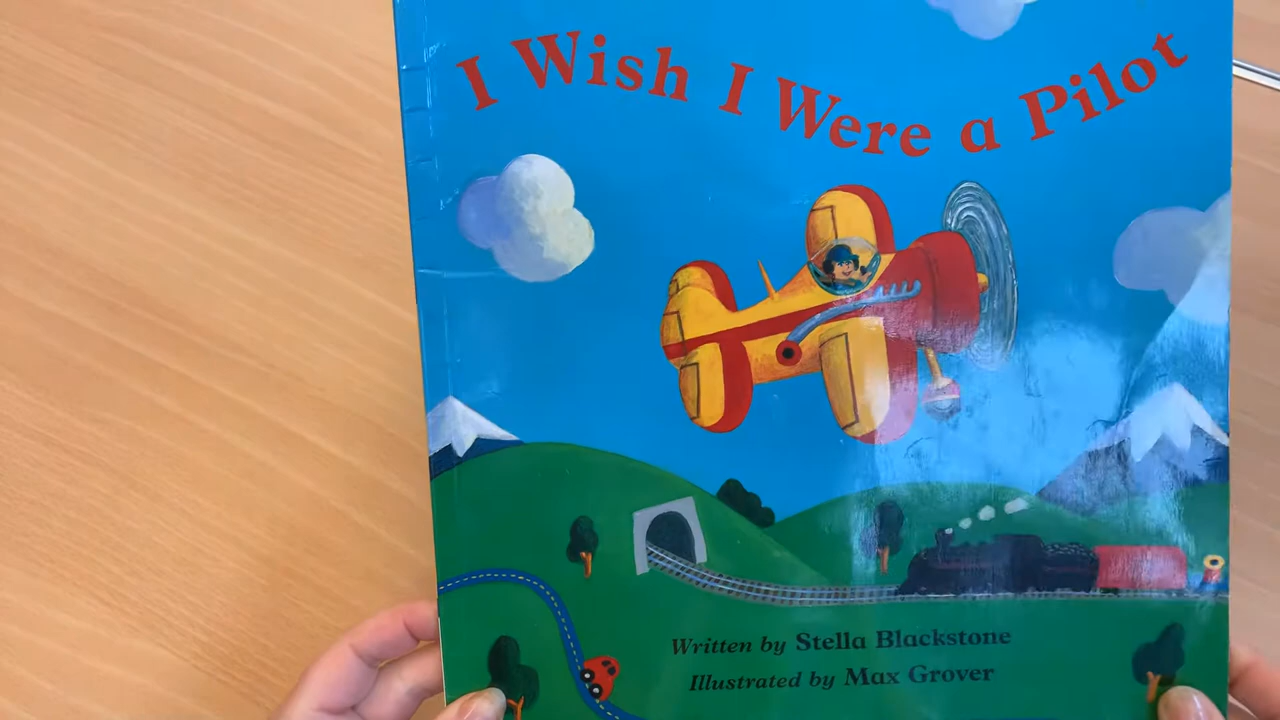 I Wish I Were a Pilot
Written by Stella Blackstone
Illustrated by Max Grover